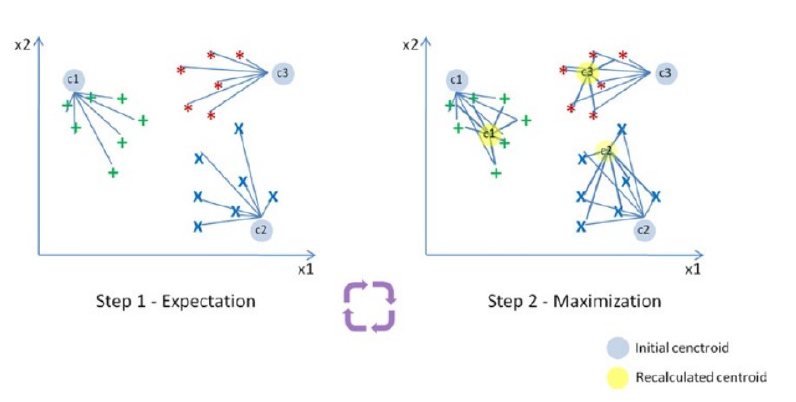 x2
c1
c3
c2
x1
Step 1 - Expectation
x2
c1
c3
c3
c1
c2
c2
x1
Step 2 - Maximization
Initial cenctroid
Recalculated centroid